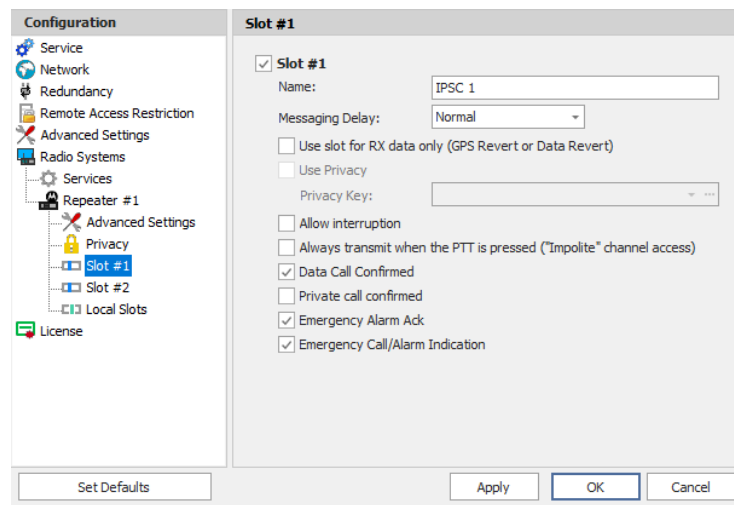 Configuration
Service
Network
Redundancy
Remote Access Restriction
Advanced Settings
Radio Systems
Services
Repeater #1
Advanced Settings
Privacy
Slot #1
Slot #2
Local Slots
License
Set Defaults
Slot #1
Slot #1
Name: IPSC 1
Messaging Delay: Normal
Use slot for RX data only (GPS Revert or Data Revert)
Use Privacy
Privacy Key:
Allow interruption
Always transmit when the PTT is pressed ("Impolite" channel access)
Data Call Confirmed
Private call confirmed
Emergency Alarm Ack
Emergency Call/Alarm Indication
Apply OK Cancel